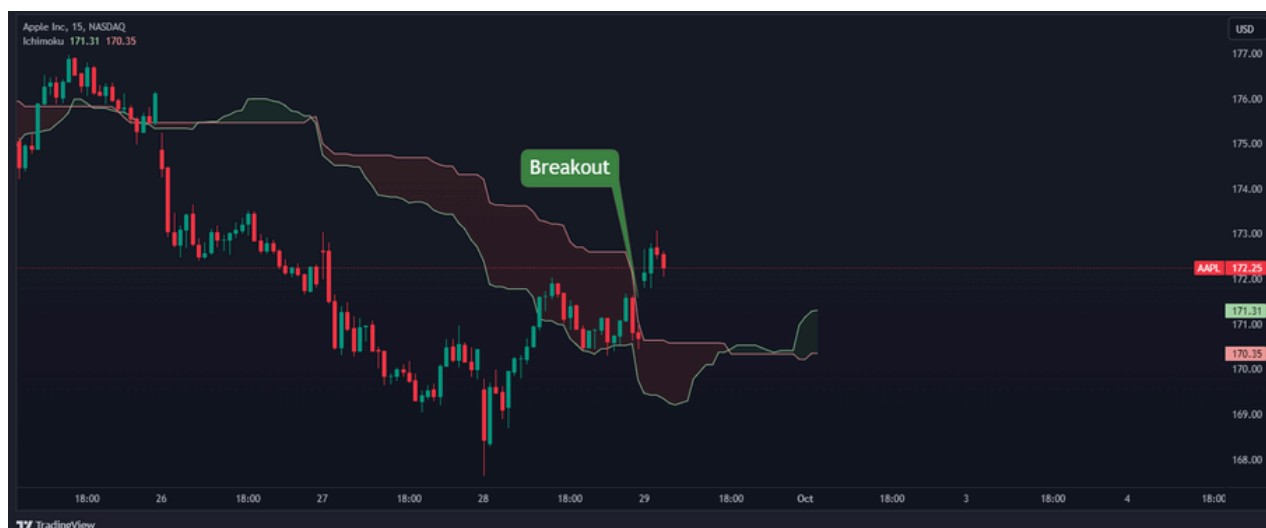 Apple Inc, 15, NASDAQ
Ichimoku 171.31 170.35
USD
177.00
176.00
175.00
Breakout
174.00
173.00
AAPL 172.25
172.00
171.31
171.00
170.35
170.00
169.00
168.00
18:00 26 18:00 27 18:00 28 18:00 29 18:00 Oct 18:00 3 18:00 4 18:00
TradingView